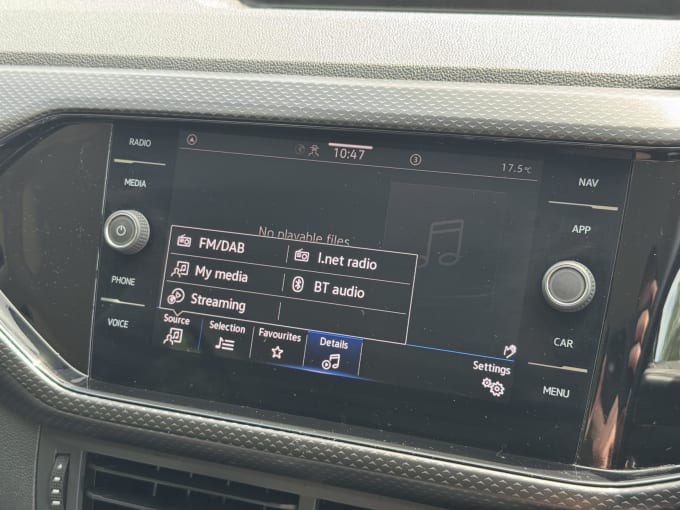 RADIO
MEDIA
PHONE
VOICE
10:47
3
17.5°C
No playable files.
FM/DAB
I.net radio
My media
BT audio
Streaming
Source
Selection
Favourites
Details
Settings
NAV
APP
CAR
MENU